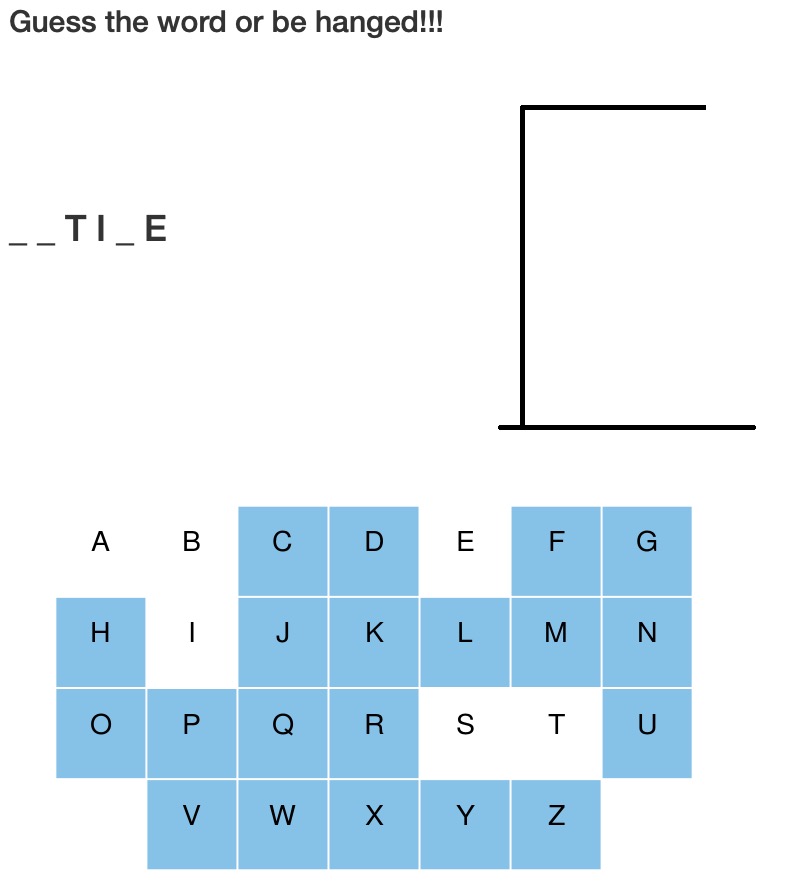 Guess the word or be hanged!!!
_ _ T I _ E
A B C D E F G
H I J K L M N
O P Q R S T U
V W X Y Z